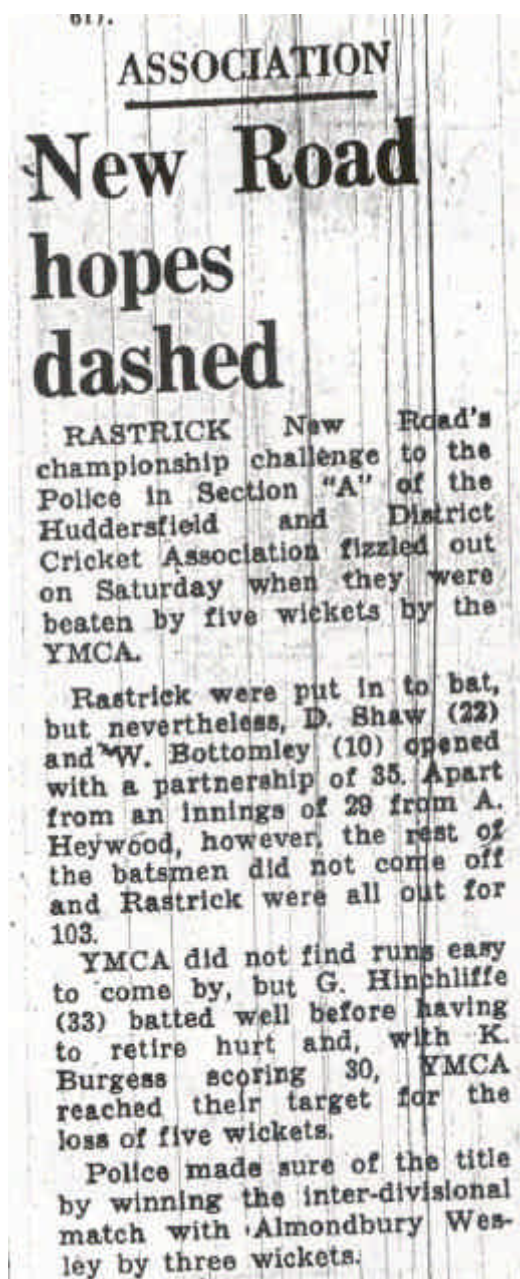 61).
ASSOCIATION
New Road
hopes
dashed
RASTRICK New Road's
championship challenge to the
Police in Section "A" of the
Huddersfield and District
Cricket Association fizzled out
on Saturday when they were
beaten by five wickets by the
YMCA.
Rastrick were put in to bat,
but nevertheless, D. Shaw (22)
and W. Bottomley (10) opened
with a partnership of 35. Apart
from an innings of 29 from A.
Heywood, however, the rest of
the batsmen did not come off
and Rastrick were all out for
103.
YMCA did not find runs easy
to come by, but G. Hinchliffe
(33) batted well before having
to retire hurt and, with K.
Burgess scoring 30, YMCA
reached their target for the
loss of five wickets.
Police made sure of the title
by winning the inter-divisional
match with Almondbury Wes-
ley by three wickets.